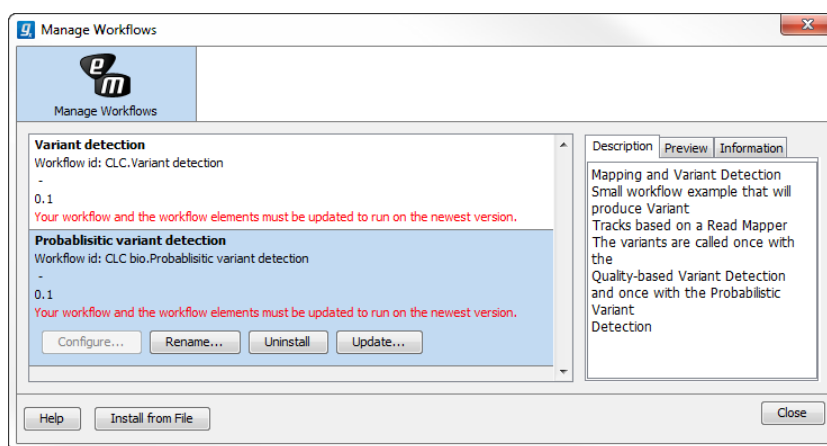 Manage Workflows
Manage Workflows
Variant detection
Workflow id: CLC.Variant detection
-
0.1
Your workflow and the workflow elements must be updated to run on the newest version.
Probablisitic variant detection
Workflow id: CLC bio.Probablisitic variant detection
-
0.1
Your workflow and the workflow elements must be updated to run on the newest version.
Configure... Rename... Uninstall Update...
Description Preview Information
Mapping and Variant Detection
Small workflow example that will
produce Variant
Tracks based on a Read Mapper
The variants are called once with
the
Quality-based Variant Detection
and once with the Probabilistic
Variant
Detection
Help Install from File Close